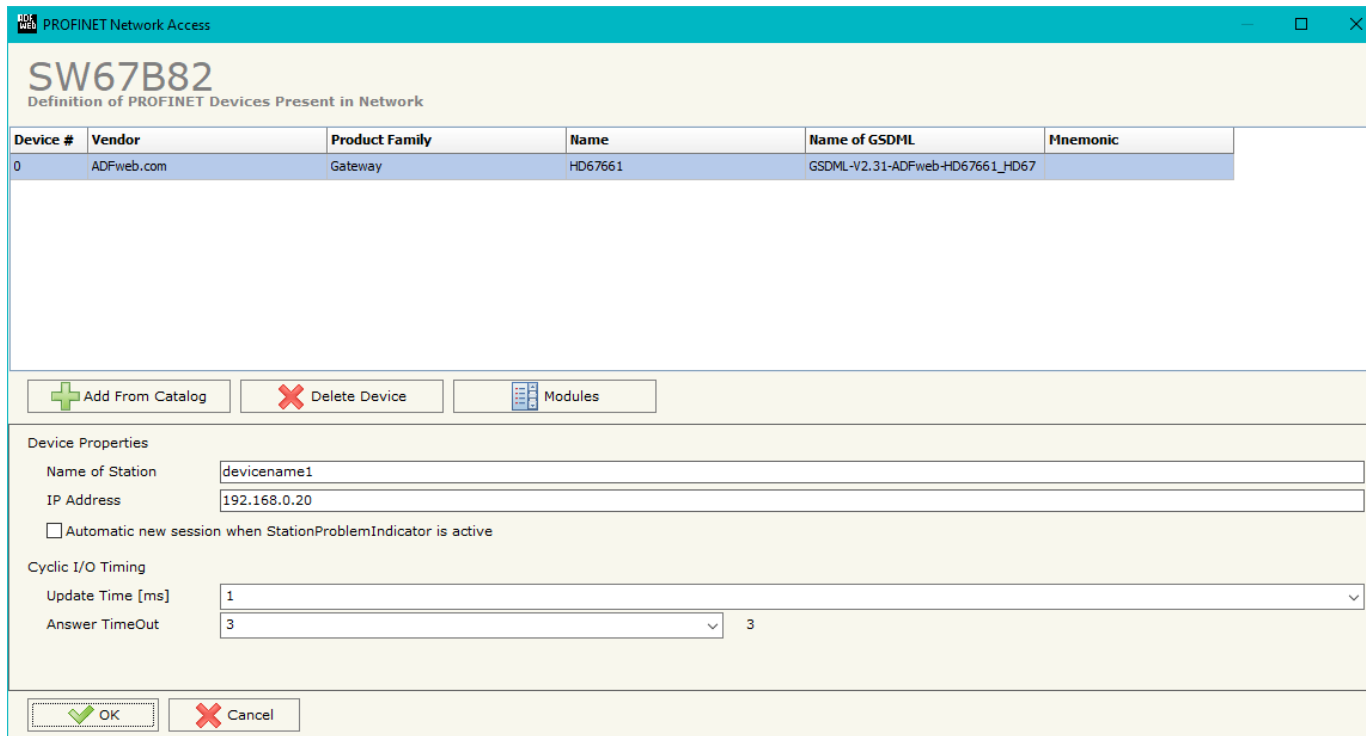 ADF WEB PROFINET Network Access
SW67B82
Definition of PROFINET Devices Present in Network
Device # Vendor Product Family Name Name of GSDML Mnemonic
0 ADFweb.com Gateway HD67661 GSDML-V2.31-ADFweb-HD67661_HD67
Add From Catalog Delete Device Modules
Device Properties
Name of Station devicename1
IP Address 192.168.0.20
Automatic new session when StationProblemIndicator is active
Cyclic I/O Timing
Update Time [ms] 1
Answer TimeOut 3 3
OK Cancel